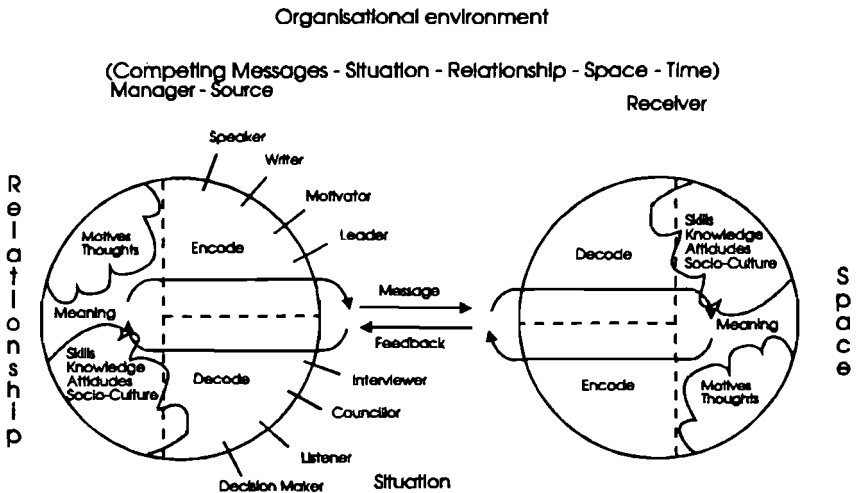 Organisational environment
(Competing Messages - Situation - Relationship - Space - Time)
Manager - Source
Receiver
Relationship
Speaker
Writer
Motivator
Leader
Motives
Thoughts
Encode
Meaning
Skills
Knowledge
Attidudes
Socio-Culture
Decode
Message
Feedback
Interviewer
Councillor
Listener
Decision Maker
Situation
Decode
Skills
Knowledge
Attidudes
Socio-Culture
Meaning
Encode
Motives
Thoughts
Space